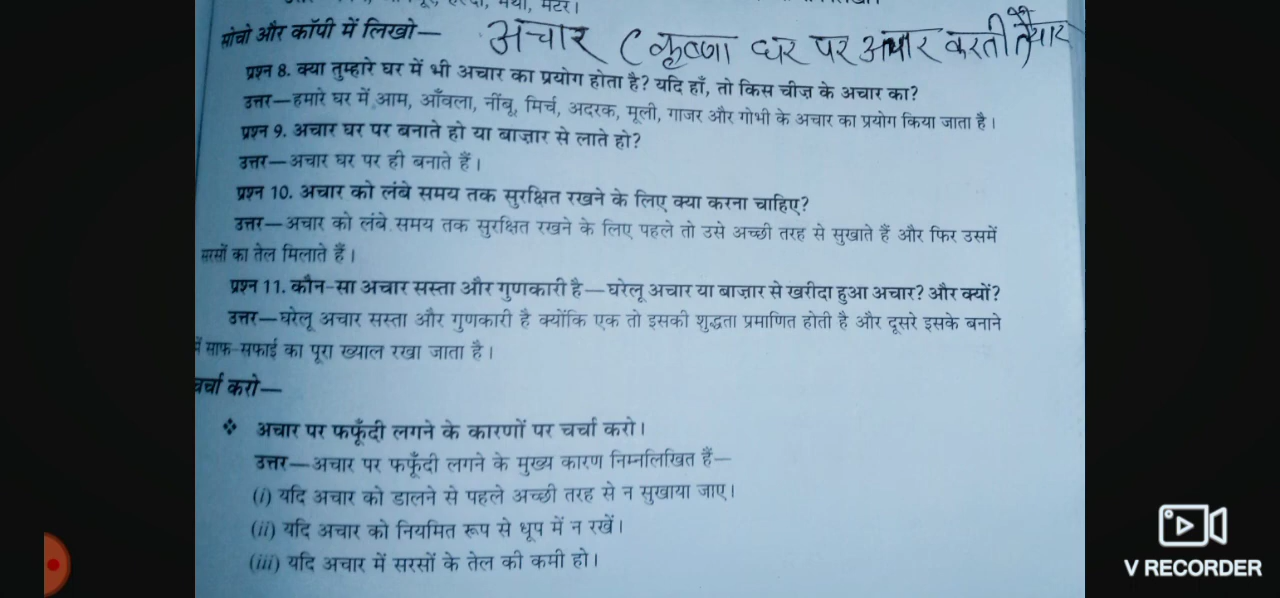 मेथी, मटर।
सोचो और कॉपी में लिखो— अचार ( कृष्णा घर पर अचार करती है तैयार )
प्रश्न 8. क्या तुम्हारे घर में भी अचार का प्रयोग होता है? यदि हाँ, तो किस चीज़ के अचार का?
उत्तर—हमारे घर में आम, आँवला, नींबू, मिर्च, अदरक, मूली, गाजर और गोभी के अचार का प्रयोग किया जाता है।
प्रश्न 9. अचार घर पर बनाते हो या बाज़ार से लाते हो?
उत्तर—अचार घर पर ही बनाते हैं।
प्रश्न 10. अचार को लंबे समय तक सुरक्षित रखने के लिए क्या करना चाहिए?
उत्तर—अचार को लंबे समय तक सुरक्षित रखने के लिए पहले तो उसे अच्छी तरह से सुखाते हैं और फिर उसमें
सरसों का तेल मिलाते हैं।
प्रश्न 11. कौन-सा अचार सस्ता और गुणकारी है—घरेलू अचार या बाज़ार से खरीदा हुआ अचार? और क्यों?
उत्तर—घरेलू अचार सस्ता और गुणकारी है क्योंकि एक तो इसकी शुद्धता प्रमाणित होती है और दूसरे इसके बनाने
में साफ-सफाई का पूरा ख्याल रखा जाता है।
चर्चा करो—
❖ अचार पर फफूँदी लगने के कारणों पर चर्चा करो।
उत्तर—अचार पर फफूँदी लगने के मुख्य कारण निम्नलिखित हैं—
(i) यदि अचार को डालने से पहले अच्छी तरह से न सुखाया जाए।
(ii) यदि अचार को नियमित रूप से धूप में न रखें।
(iii) यदि अचार में सरसों के तेल की कमी हो।
V RECORDER